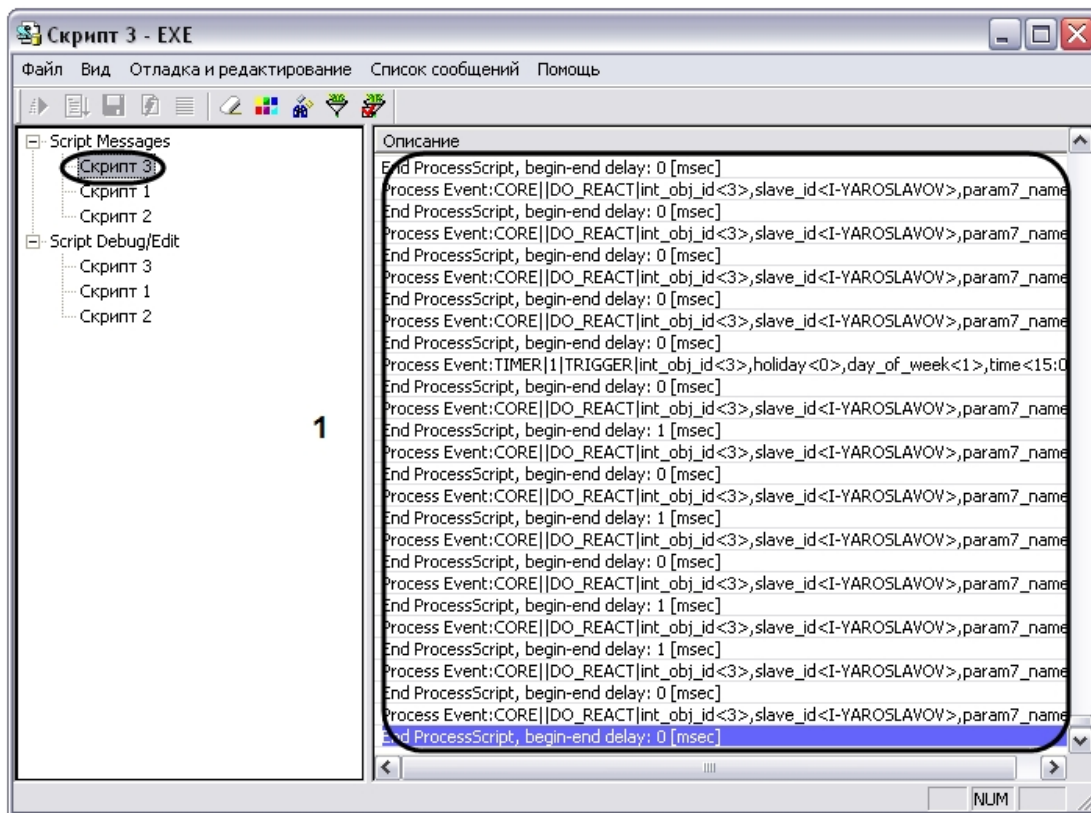 Скрипт 3 - EXE
Файл Вид Отладка и редактирование Список сообщений Помощь
Script Messages
Скрипт 3
Скрипт 1
Скрипт 2
Script Debug/Edit
Скрипт 3
Скрипт 1
Скрипт 2
1
Описание
End ProcessScript, begin-end delay: 0 [msec]
Process Event:CORE||DO_REACT|int_obj_id<3>,slave_id<I-YAROSLAVOV>,param7_name
End ProcessScript, begin-end delay: 0 [msec]
Process Event:CORE||DO_REACT|int_obj_id<3>,slave_id<I-YAROSLAVOV>,param7_name
End ProcessScript, begin-end delay: 0 [msec]
Process Event:CORE||DO_REACT|int_obj_id<3>,slave_id<I-YAROSLAVOV>,param7_name
End ProcessScript, begin-end delay: 0 [msec]
Process Event:CORE||DO_REACT|int_obj_id<3>,slave_id<I-YAROSLAVOV>,param7_name
End ProcessScript, begin-end delay: 0 [msec]
Process Event:TIMER|1|TRIGGER|int_obj_id<3>,holiday<0>,day_of_week<1>,time<15:0
End ProcessScript, begin-end delay: 0 [msec]
Process Event:CORE||DO_REACT|int_obj_id<3>,slave_id<I-YAROSLAVOV>,param7_name
End ProcessScript, begin-end delay: 1 [msec]
Process Event:CORE||DO_REACT|int_obj_id<3>,slave_id<I-YAROSLAVOV>,param7_name
End ProcessScript, begin-end delay: 0 [msec]
Process Event:CORE||DO_REACT|int_obj_id<3>,slave_id<I-YAROSLAVOV>,param7_name
End ProcessScript, begin-end delay: 1 [msec]
Process Event:CORE||DO_REACT|int_obj_id<3>,slave_id<I-YAROSLAVOV>,param7_name
End ProcessScript, begin-end delay: 0 [msec]
Process Event:CORE||DO_REACT|int_obj_id<3>,slave_id<I-YAROSLAVOV>,param7_name
End ProcessScript, begin-end delay: 1 [msec]
Process Event:CORE||DO_REACT|int_obj_id<3>,slave_id<I-YAROSLAVOV>,param7_name
End ProcessScript, begin-end delay: 1 [msec]
Process Event:CORE||DO_REACT|int_obj_id<3>,slave_id<I-YAROSLAVOV>,param7_name
End ProcessScript, begin-end delay: 0 [msec]
Process Event:CORE||DO_REACT|int_obj_id<3>,slave_id<I-YAROSLAVOV>,param7_name
End ProcessScript, begin-end delay: 0 [msec]
NUM